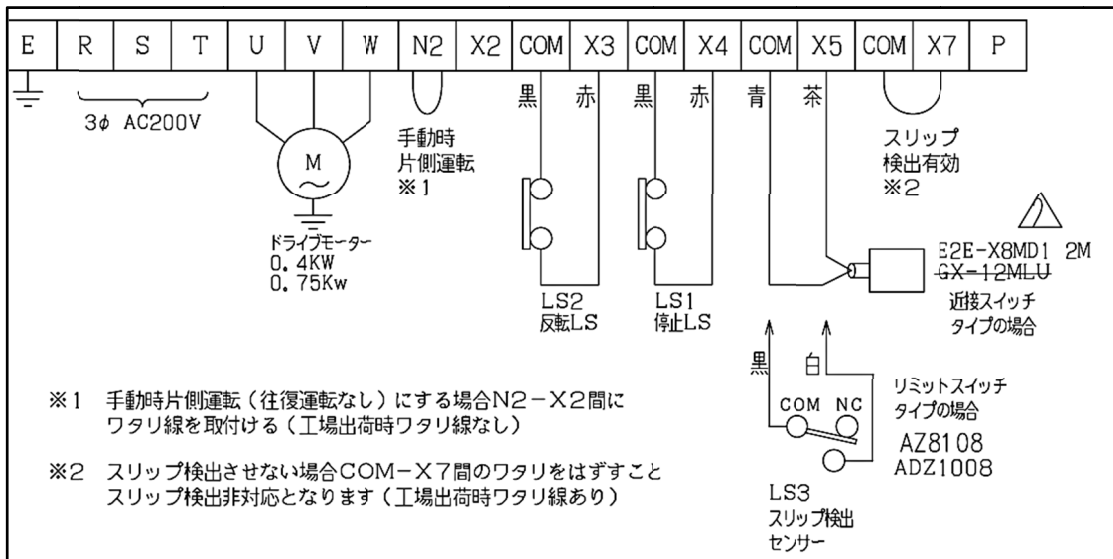 E R S T U V W N2 X2 COM X3 COM X4 COM X5 COM X7 P
3φ AC200V
M
ドライブモーター
0.4KW
0.75Kw
手動時
片側運転
※1
黒 赤
LS2
反転LS
黒 赤
LS1
停止LS
青 茶
スリップ
検出有効
※2
E2E-X8MD1 2M
GX-12MLU
近接スイッチ
タイプの場合
黒 白
COM NC
リミットスイッチ
タイプの場合
AZ8108
ADZ1008
LS3
スリップ検出
センサー
※1 手動時片側運転(往復運転なし)にする場合N2-X2間に
ワタリ線を取付ける(工場出荷時ワタリ線なし)
※2 スリップ検出させない場合COM-X7間のワタリをはずすこと
スリップ検出非対応となります(工場出荷時ワタリ線あり)